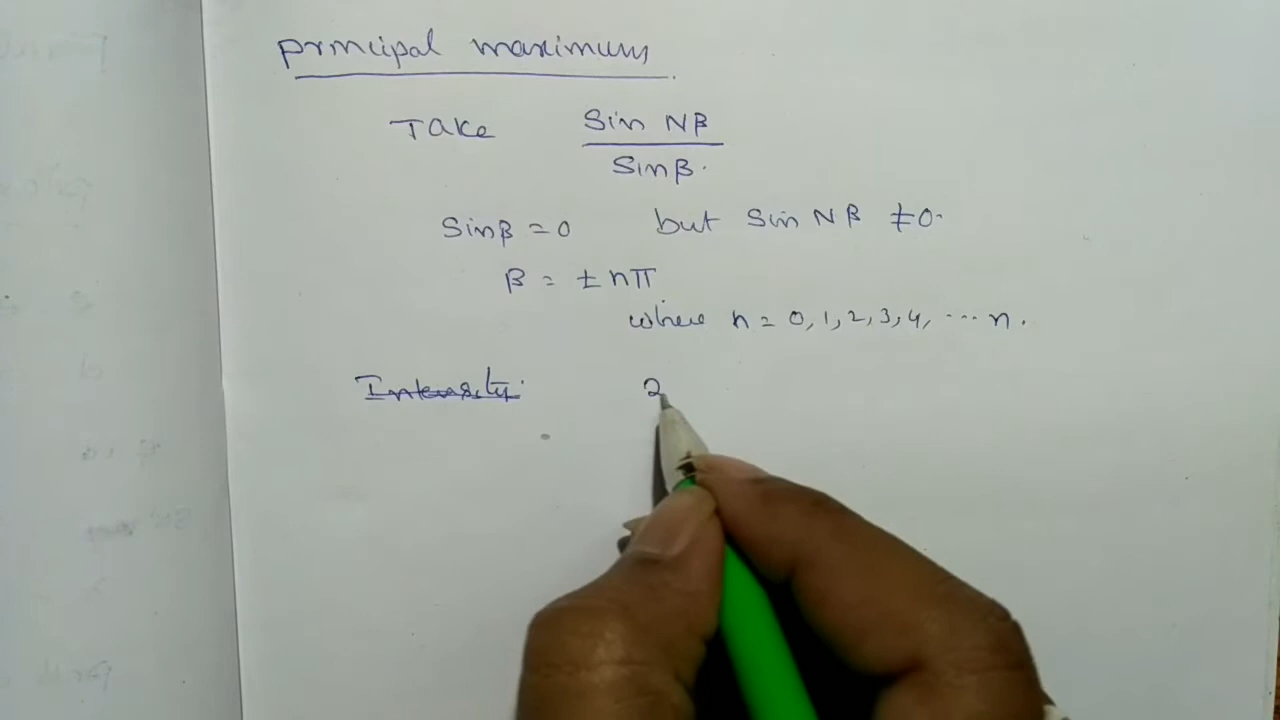 principal maximum
Take Sin Nβ
Sinβ.
Sinβ = 0 but Sin Nβ ≠0.
β = ± nπ
where n = 0, 1, 2, 3, 4, ... n.
Intensity 2